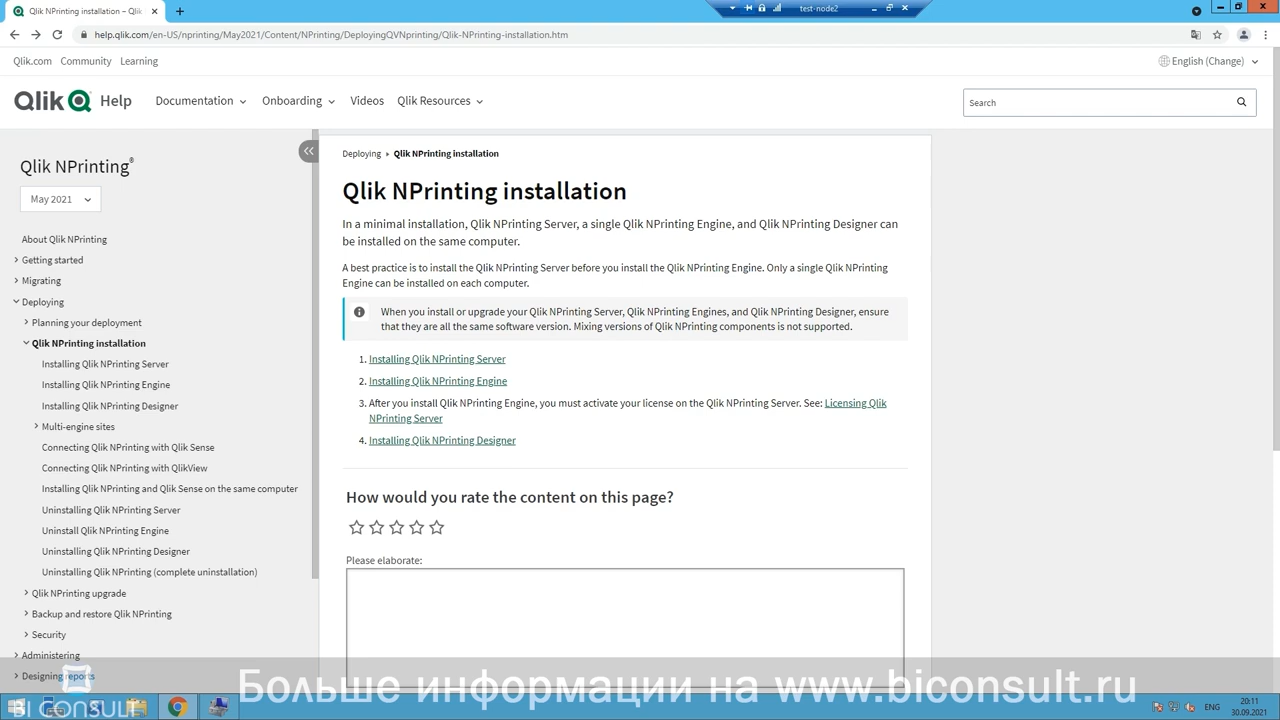 Qlik NPrinting installation – Qlik
test-node2
help.qlik.com/en-US/nprinting/May2021/Content/NPrinting/DeployingQVNprinting/Qlik-NPrinting-installation.htm
Qlik.com Community Learning
English (Change)
Qlik Help Documentation Onboarding Videos Qlik Resources
Search
Qlik NPrinting®
May 2021
About Qlik NPrinting
Getting started
Migrating
Deploying
Planning your deployment
Qlik NPrinting installation
Installing Qlik NPrinting Server
Installing Qlik NPrinting Engine
Installing Qlik NPrinting Designer
Multi-engine sites
Connecting Qlik NPrinting with Qlik Sense
Connecting Qlik NPrinting with QlikView
Installing Qlik NPrinting and Qlik Sense on the same computer
Uninstalling Qlik NPrinting Server
Uninstall Qlik NPrinting Engine
Uninstalling Qlik NPrinting Designer
Uninstalling Qlik NPrinting (complete uninstallation)
Qlik NPrinting upgrade
Backup and restore Qlik NPrinting
Security
Administering
Designing reports
Deploying Qlik NPrinting installation
Qlik NPrinting installation
In a minimal installation, Qlik NPrinting Server, a single Qlik NPrinting Engine, and Qlik NPrinting Designer can
be installed on the same computer.
A best practice is to install the Qlik NPrinting Server before you install the Qlik NPrinting Engine. Only a single Qlik NPrinting
Engine can be installed on each computer.
When you install or upgrade your Qlik NPrinting Server, Qlik NPrinting Engines, and Qlik NPrinting Designer, ensure
that they are all the same software version. Mixing versions of Qlik NPrinting components is not supported.
1. Installing Qlik NPrinting Server
2. Installing Qlik NPrinting Engine
3. After you install Qlik NPrinting Engine, you must activate your license on the Qlik NPrinting Server. See: Licensing Qlik
NPrinting Server
4. Installing Qlik NPrinting Designer
How would you rate the content on this page?
Please elaborate:
Больше информации на www.biconsult.ru
BI CONSULT
ENG
20:11
30.09.2021